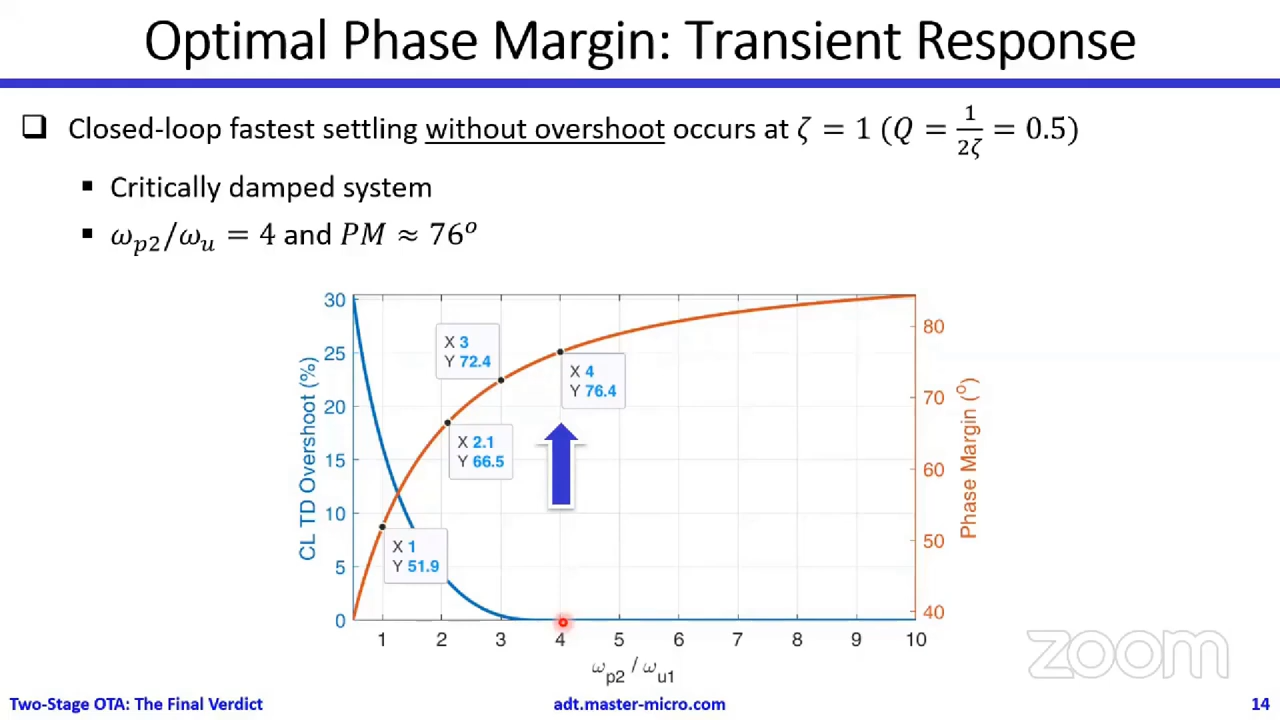 Optimal Phase Margin: Transient Response
❑ Closed-loop fastest settling without overshoot occurs at ζ = 1 (Q = 1/2ζ = 0.5)
▪ Critically damped system
▪ ω_p2/ω_u = 4 and PM ≈ 76°
CL TD Overshoot (%)
30
25
20
15
10
5
0
X 3
Y 72.4
X 4
Y 76.4
X 2.1
Y 66.5
X 1
Y 51.9
80
70
60
50
40
Phase Margin (°)
1 2 3 4 5 6 7 8 9 10
ω_p2 / ω_u1
zoom
Two-Stage OTA: The Final Verdict
adt.master-micro.com
14